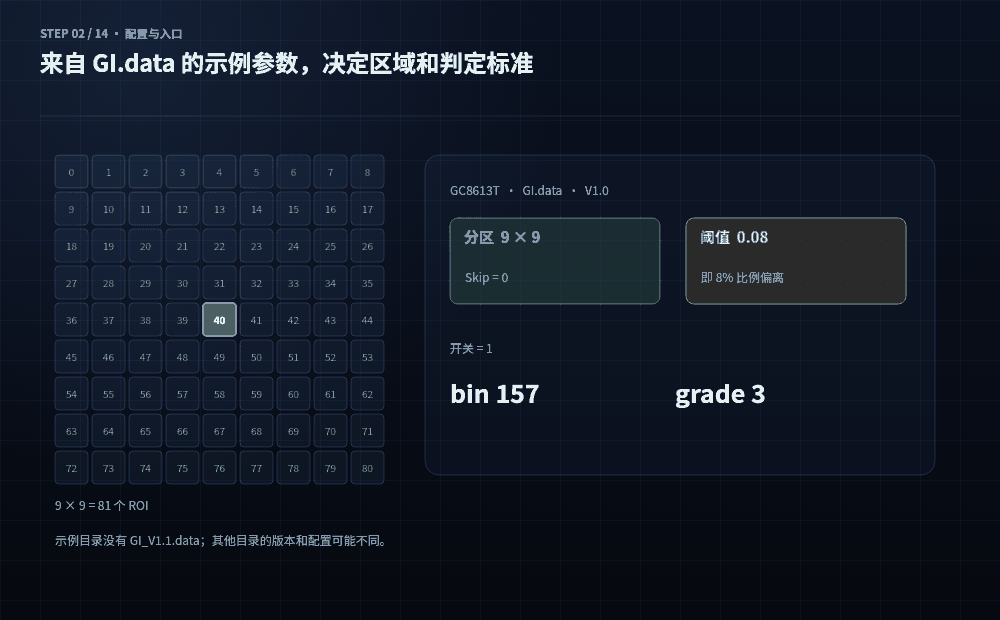 STEP 02 / 14 · 配置与入口
来自 GI.data 的示例参数，决定区域和判定标准
0 1 2 3 4 5 6 7 8
9 10 11 12 13 14 15 16 17
18 19 20 21 22 23 24 25 26
27 28 29 30 31 32 33 34 35
36 37 38 39 40 41 42 43 44
45 46 47 48 49 50 51 52 53
54 55 56 57 58 59 60 61 62
63 64 65 66 67 68 69 70 71
72 73 74 75 76 77 78 79 80
9 × 9 = 81 个 ROI
示例目录没有 GI_V1.1.data；其他目录的版本和配置可能不同。
GC8613T · GI.data · V1.0
分区 9 × 9
Skip = 0
阈值 0.08
即 8% 比例偏离
开关 = 1
bin 157
grade 3